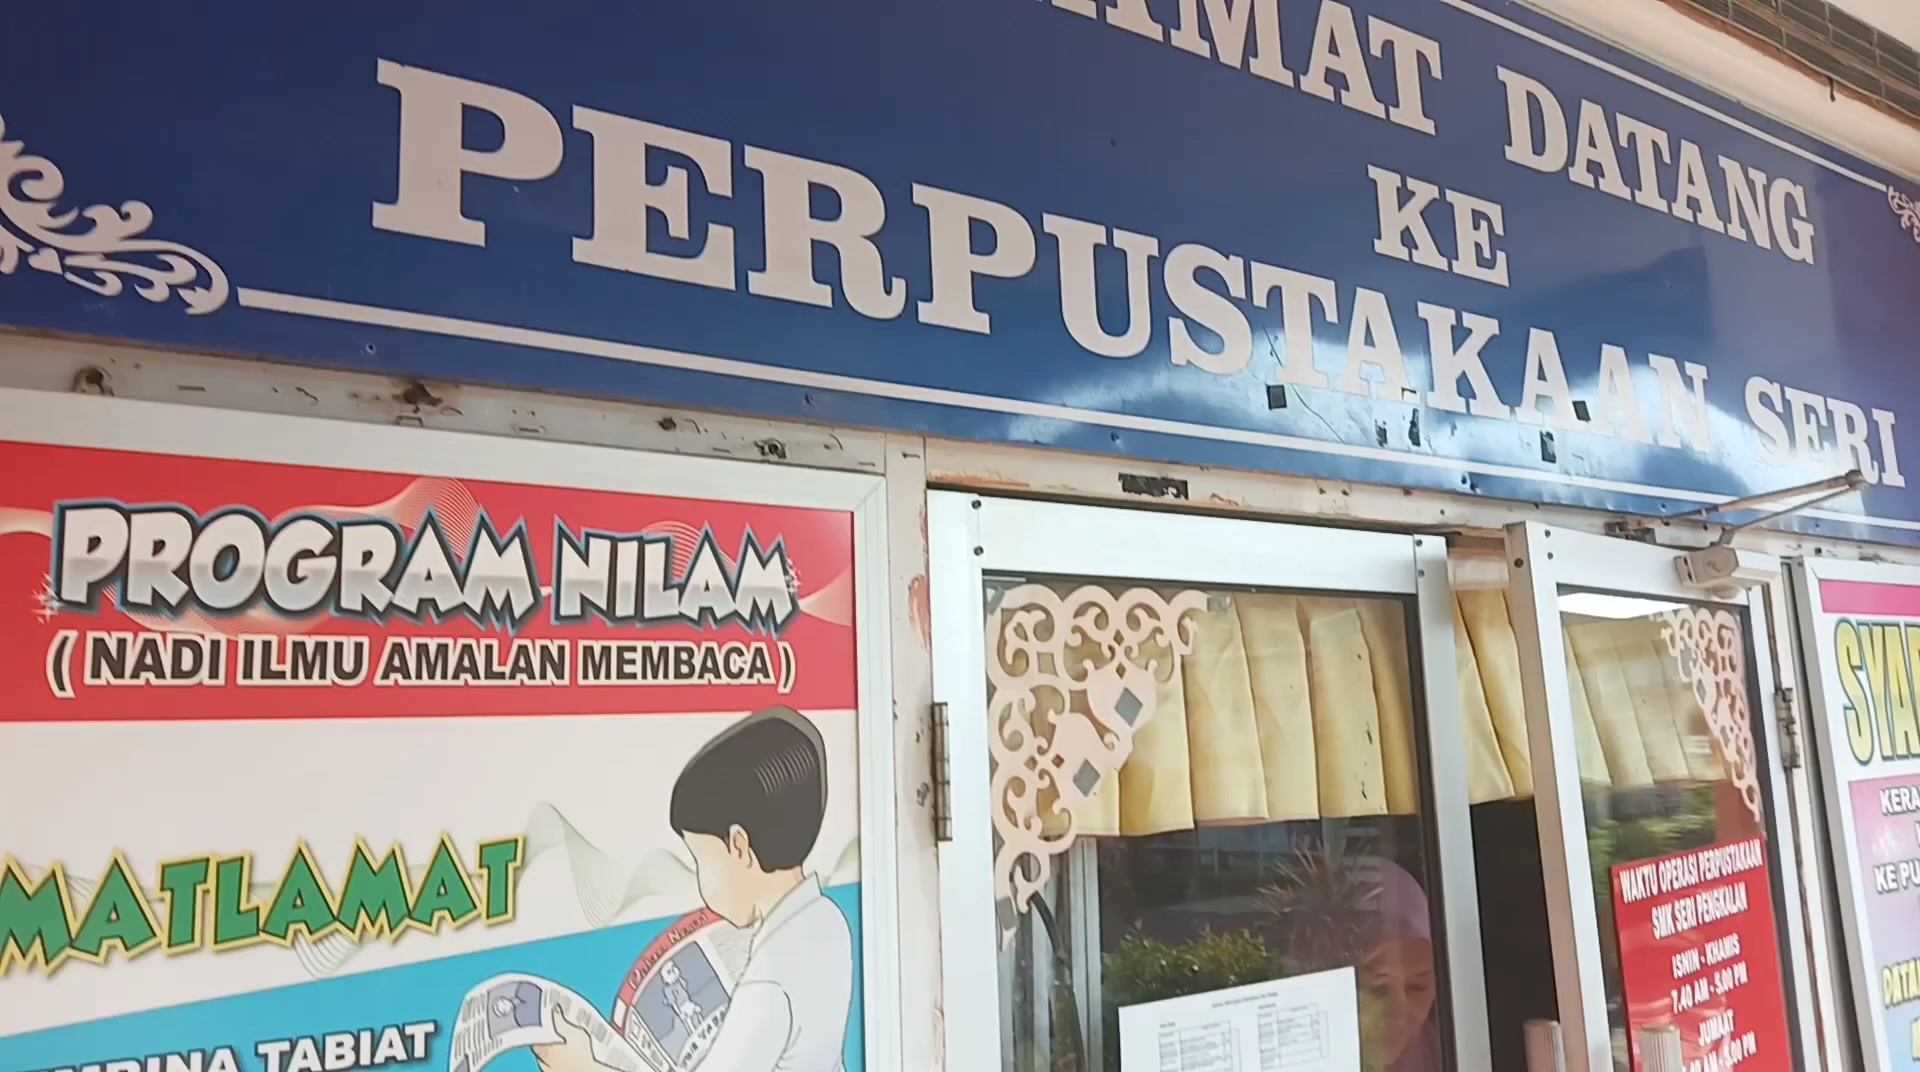 DATANG
KE
PERPUSTAKAAN SERI
PROGRAM NILAM
( NADI ILMU AMALAN MEMBACA )
MATLAMAT
TABIAT
WAKTU OPERASI PERPUSTAKAAN
SMK SERI PENGKALAN
ISNIN - KHAMIS
7.40 AM - 5.00 PM
JUMAAT